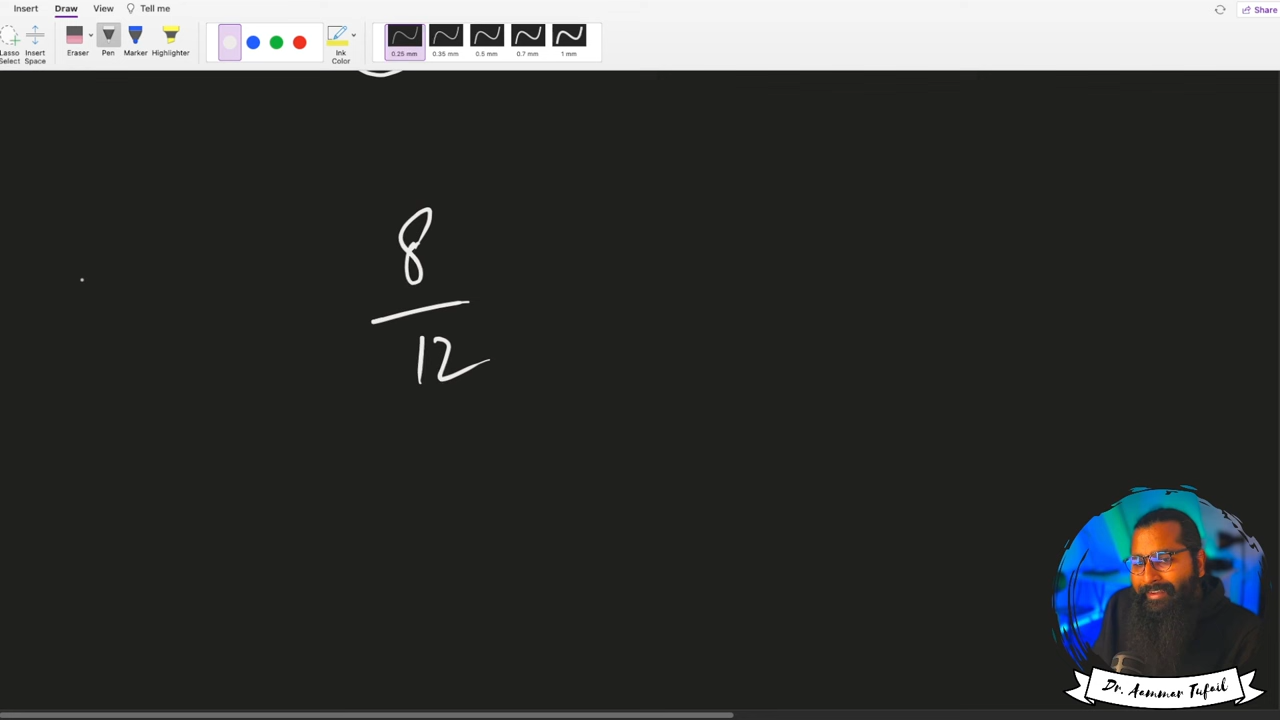 Insert Draw View Tell me Share
Lasso Select
Insert Space
Eraser
Pen
Marker
Highlighter
Ink Color
0.25 mm 0.35 mm 0.5 mm 0.7 mm 1 mm
8
12
Dr. Aammar Tufail